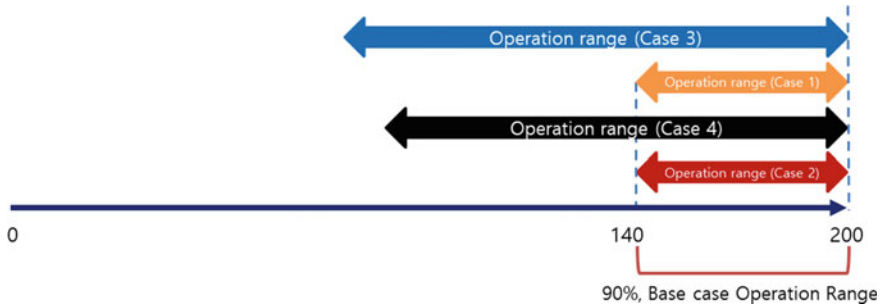 Operation range (Case 3)
Operation range (Case 1)
Operation range (Case 4)
Operation range (Case 2)
0 140 200
90%, Base case Operation Range